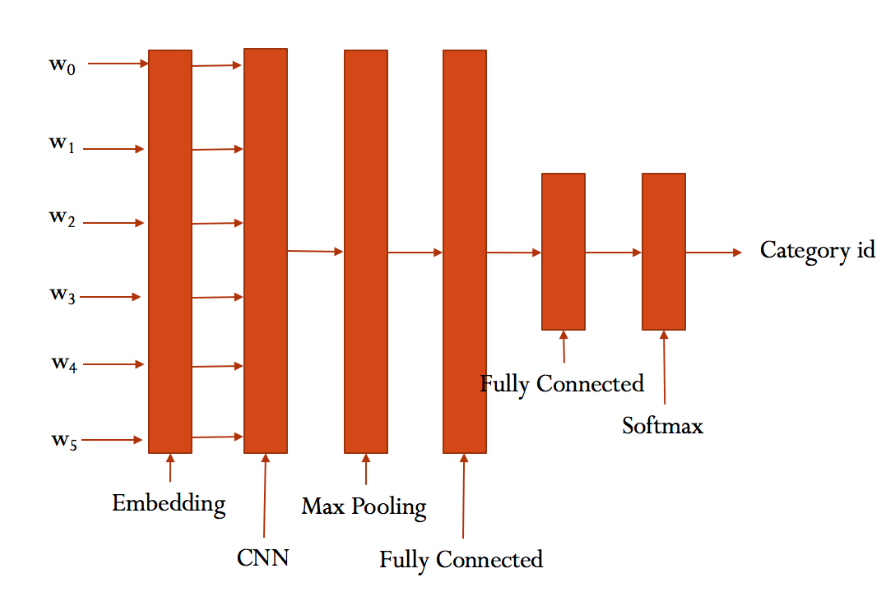 w0
w1
w2
w3
w4
w5
Category id
Fully Connected
Softmax
Embedding
Max Pooling
CNN
Fully Connected